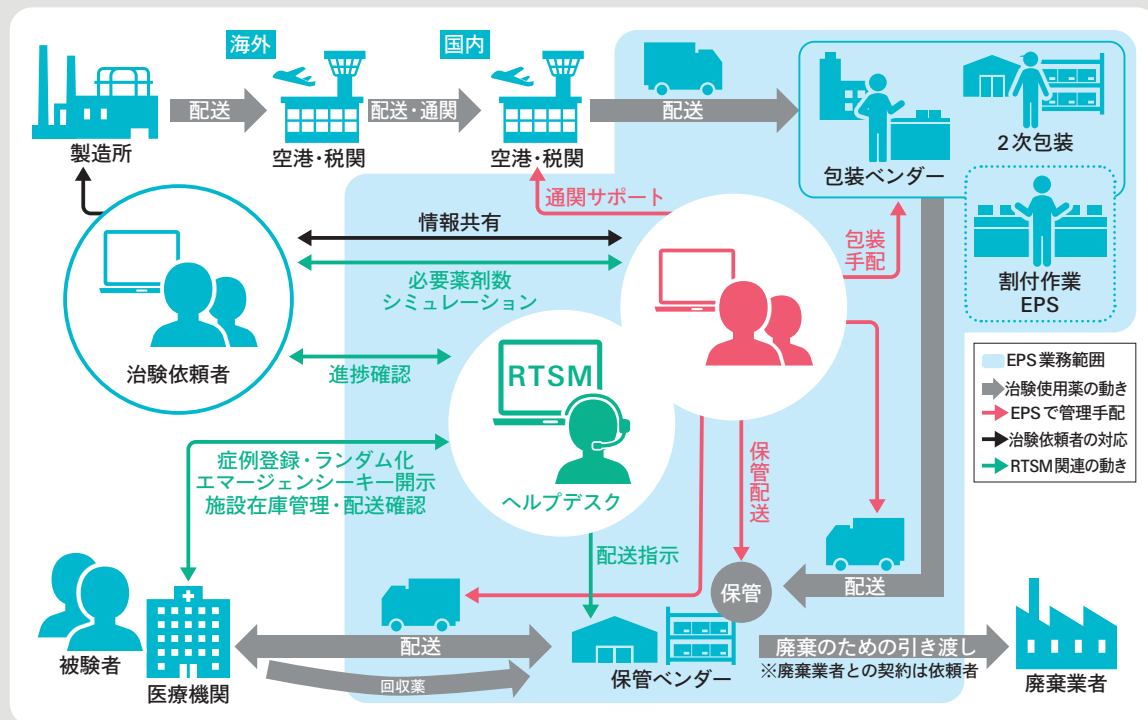 海外
国内
配送
配送・通関
配送
製造所
空港・税関
空港・税関
包装ベンダー
2次包装
通関サポート
情報共有
包装
手配
割付作業
EPS
必要薬剤数
シミュレーション
治験依頼者
進捗確認
RTSM
EPS業務範囲
治験使用薬の動き
EPSで管理手配
治験依頼者の対応
RTSM関連の動き
症例登録・ランダム化
エマージェンシーキー開示
施設在庫管理・配送確認
ヘルプデスク
保管配送
配送指示
保管
配送
配送
廃棄のための引き渡し
※廃棄業者との契約は依頼者
被験者
医療機関
回収薬
保管ベンダー
廃棄業者